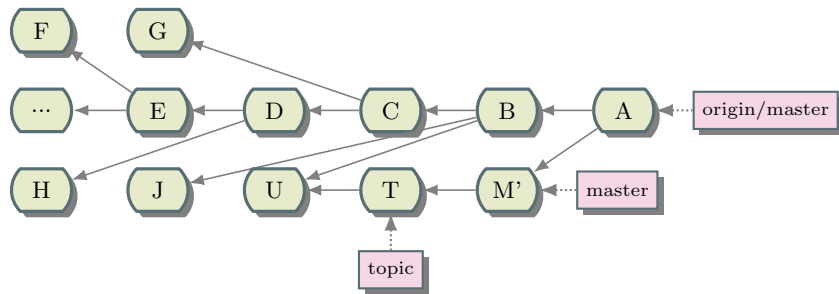 F G
... E D C B A origin/master
H J U T M' master
topic